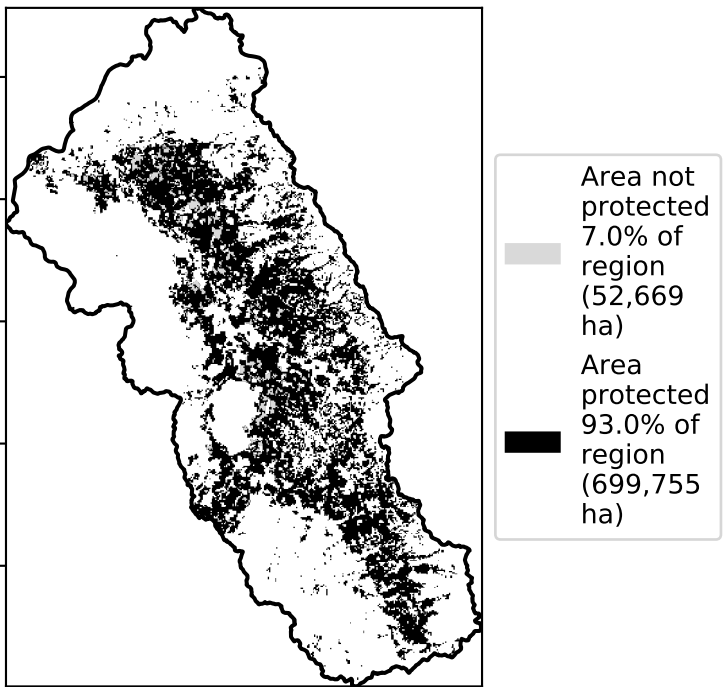 Area not
protected
7.0% of
region
(52,669
ha)
Area
protected
93.0% of
region
(699,755
ha)